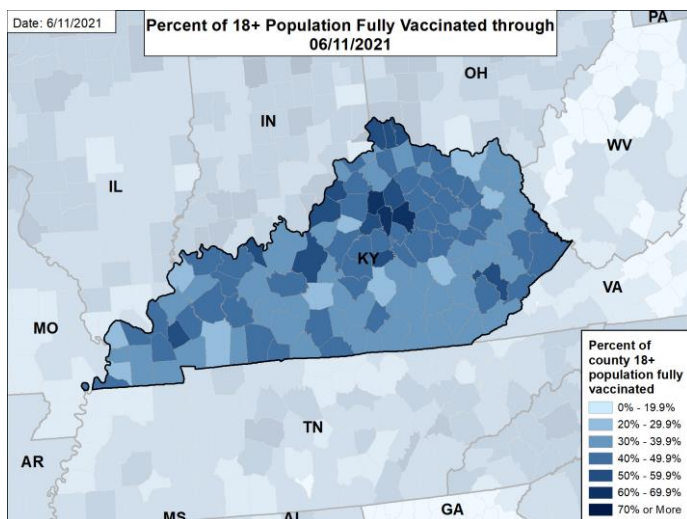 Date: 6/11/2021
Percent of 18+ Population Fully Vaccinated through
06/11/2021
PA
OH
IN
WV
IL
KY
VA
MO
TN
AR
MS
AL
GA
Percent of
county 18+
population fully
vaccinated
0% - 19.9%
20% - 29.9%
30% - 39.9%
40% - 49.9%
50% - 59.9%
60% - 69.9%
70% or More